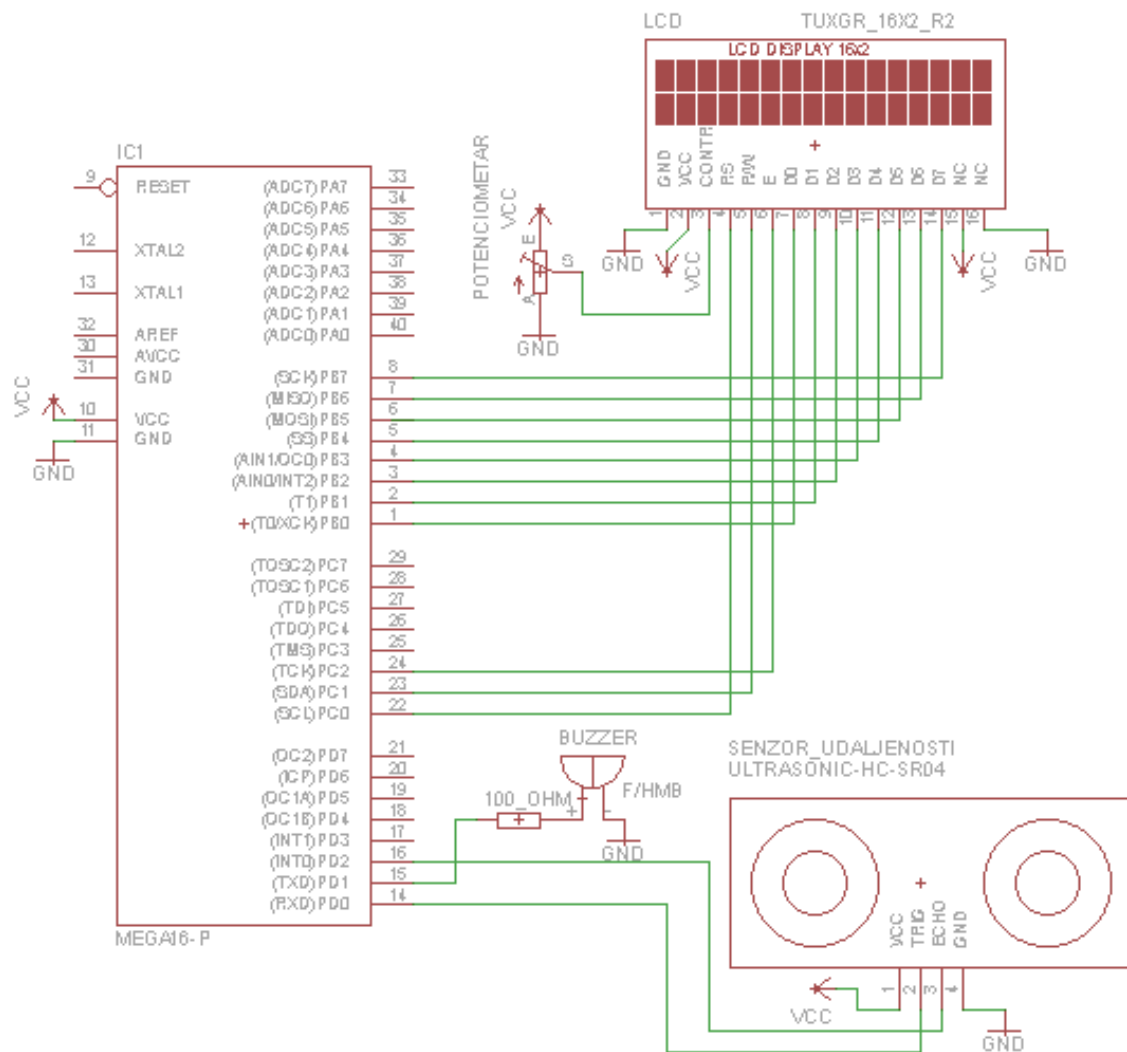 LCD TUXGR_16X2_R2
LCD DISPLAY 16x2
GND
VCC
CONTR
RS
R/W
E
D0
D1
D2
D3
D4
D5
D6
D7
NC
NC
1
2
3
4
5
6
7
8
9
10
11
12
13
14
15
16
GND
VCC
VCC
GND
POTENCIOMETAR
VCC
E
S
A
GND
IC1
9 RESET (ADC7)PA7 33
(ADC6)PA6 34
(ADC5)PA5 35
12 XTAL2 (ADC4)PA4 36
(ADC3)PA3 37
13 XTAL1 (ADC2)PA2 38
(ADC1)PA1 39
32 AREF (ADC0)PA0 40
30 AVCC
31 GND (SCK)PB7 8
(MISO)PB6 7
VCC
10 VCC (MOSI)PB5 6
11 GND (SS)PB4 5
GND
(AIN1/OC0)PB3 4
(AIN0/INT2)PB2 3
(T1)PB1 2
(T0/XCK)PB0 1
(TOSC2)PC7 29
(TOSC1)PC6 28
(TDI)PC5 27
(TDO)PC4 26
(TMS)PC3 25
(TCK)PC2 24
(SDA)PC1 23
(SCL)PC0 22
(OC2)PD7 21
(ICP)PD6 20
(OC1A)PD5 19
(OC1B)PD4 18
(INT1)PD3 17
(INT0)PD2 16
(TXD)PD1 15
(RXD)PD0 14
MEGA16-P
BUZZER
F/HMB
100_OHM
+ -
GND
SENZOR_UDALJENOSTI
ULTRASONIC-HC-SR04
VCC
TRIG
ECHO
GND
1
2
3
4
VCC
GND